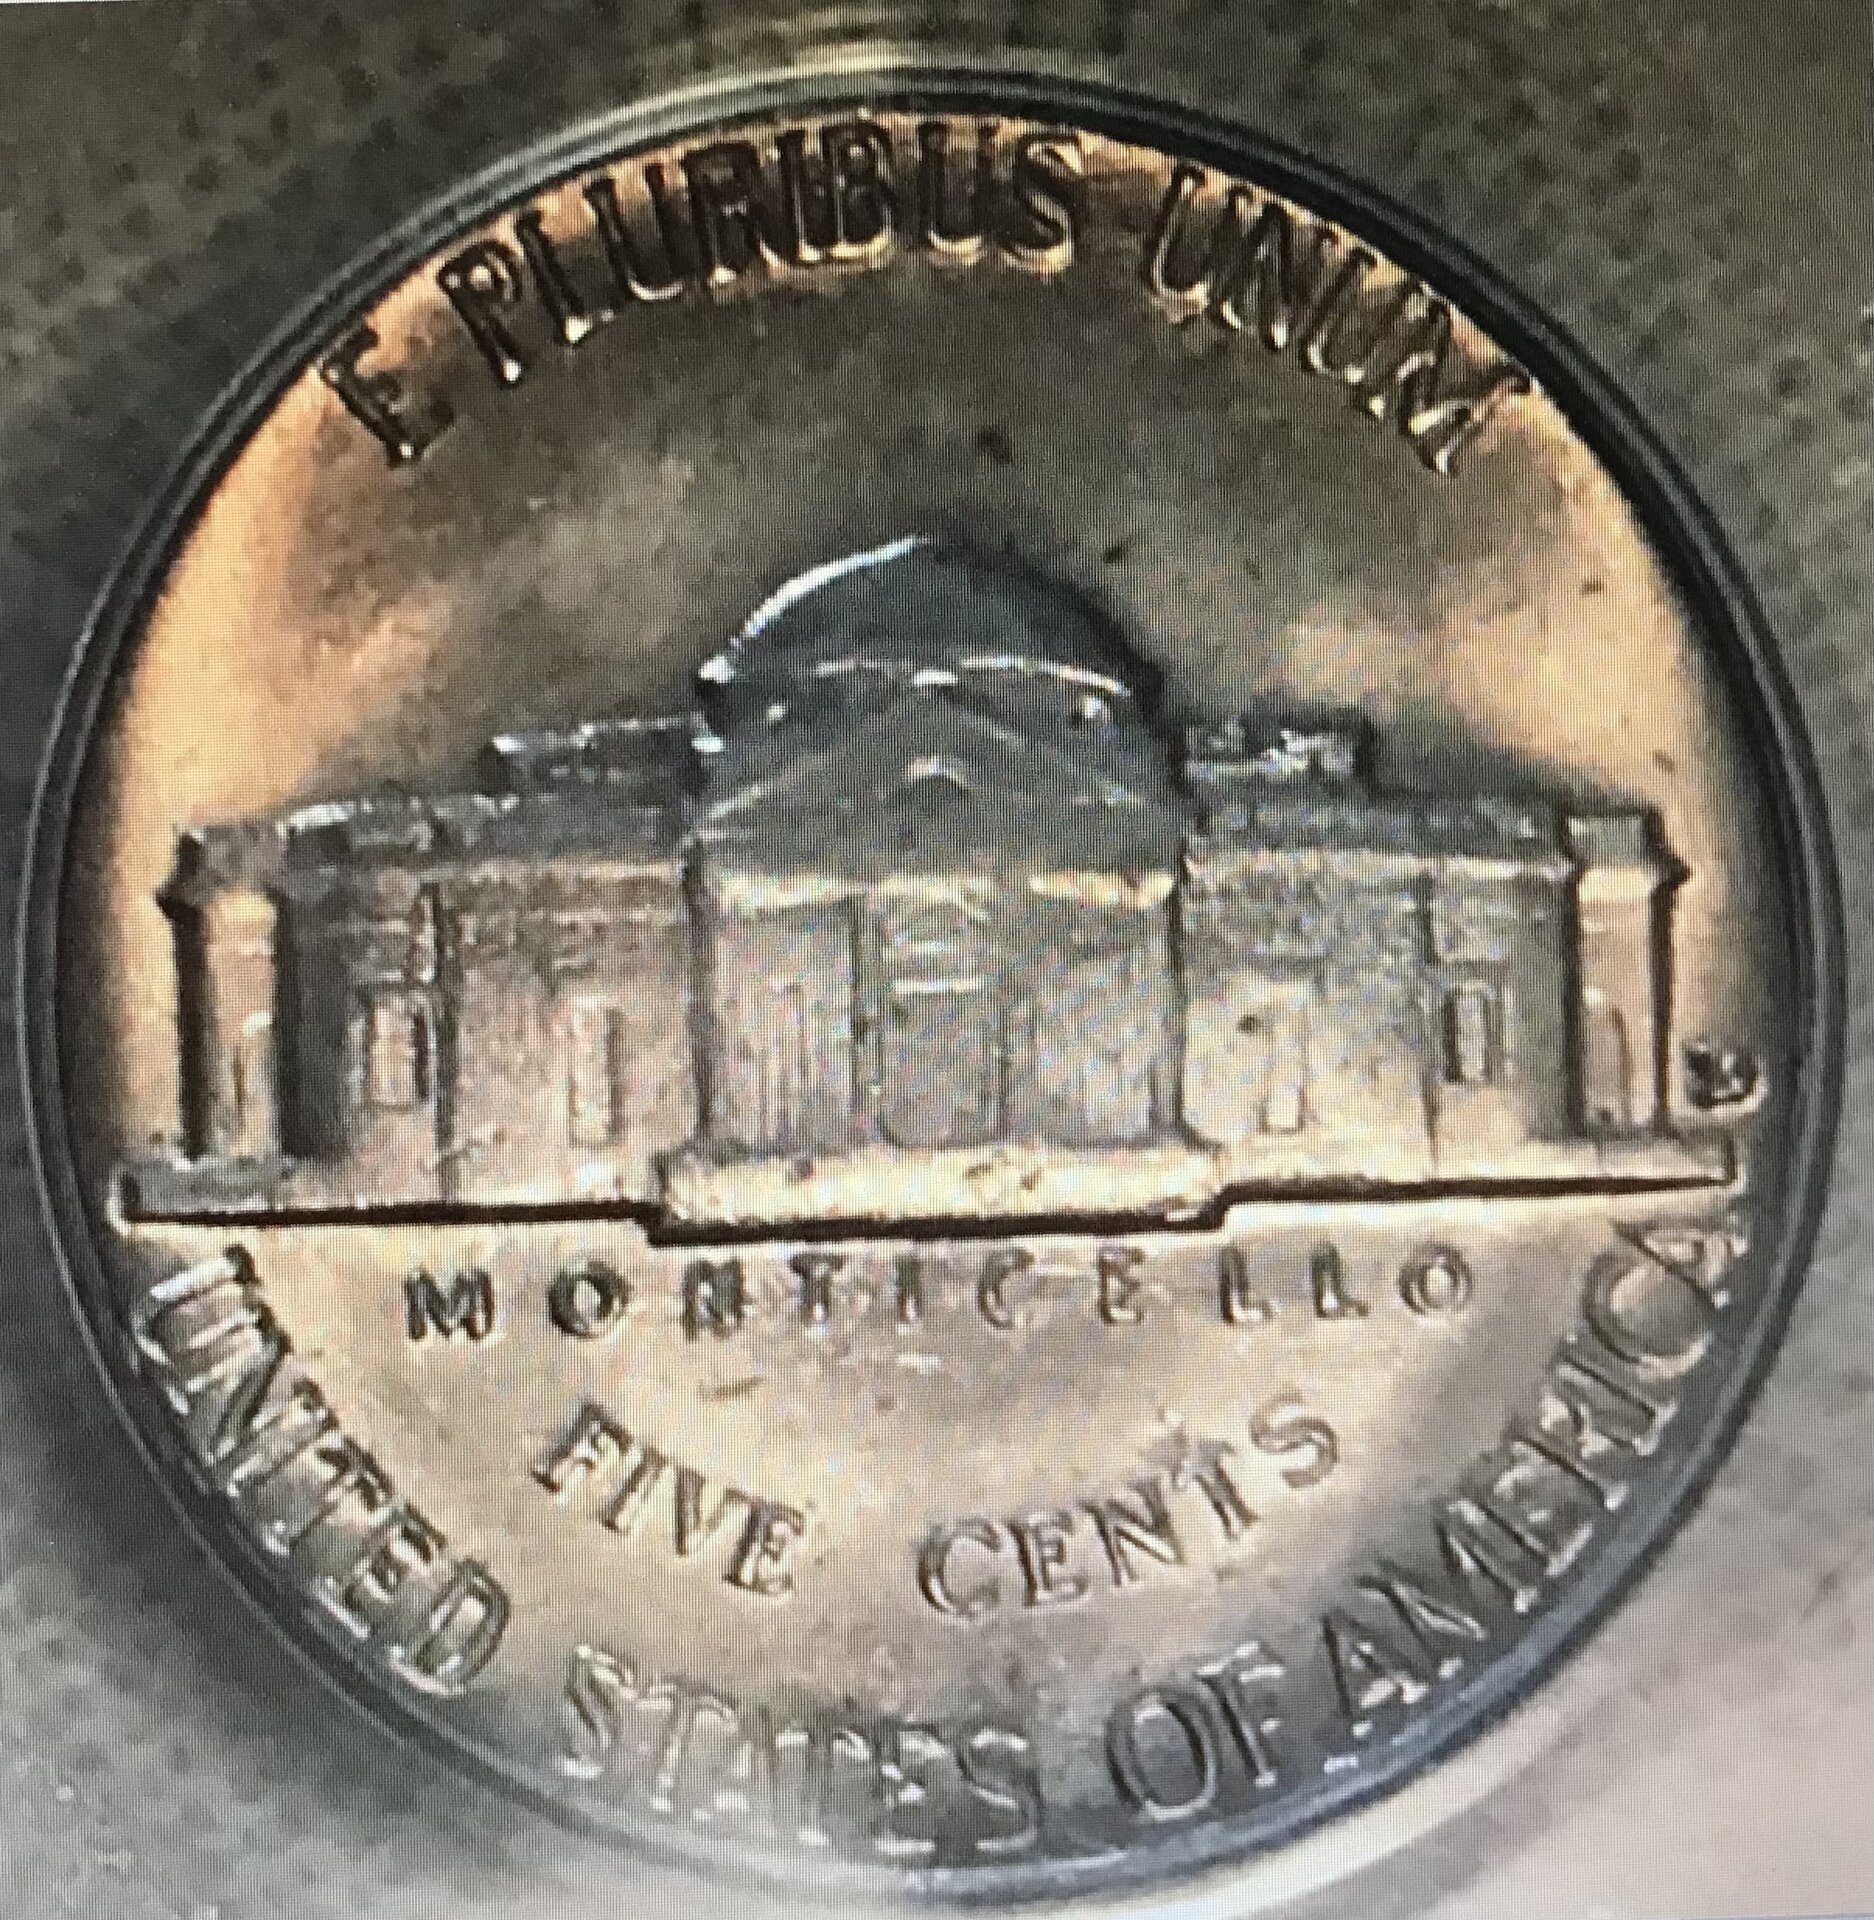 E PLURIBUS UNUM
MONTICELLO
FIVE CENTS
UNITED STATES OF AMERICA